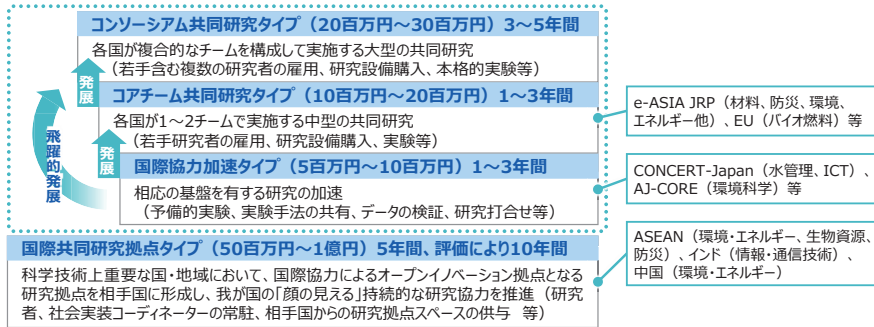 コンソーシアム共同研究タイプ（20百万円～30百万円）3～5年間
各国が複合的なチームを構成して実施する大型の共同研究
（若手含む複数の研究者の雇用、研究設備購入、本格的実験等）
発展
コアチーム共同研究タイプ（10百万円～20百万円）1～3年間
各国が1～2チームで実施する中型の共同研究
（若手研究者の雇用、研究設備購入、実験等）
発展
飛躍的発展
国際協力加速タイプ（5百万円～10百万円）1～3年間
相応の基盤を有する研究の加速
（予備的実験、実験手法の共有、データの検証、研究打合せ等）
国際共同研究拠点タイプ（50百万円～1億円）5年間、評価により10年間
科学技術上重要な国・地域において、国際協力によるオープンイノベーション拠点となる
研究拠点を相手国に形成し、我が国の「顔の見える」持続的な研究協力を推進（研究
者、社会実装コーディネーターの常駐、相手国からの研究拠点スペースの供与　等）
e-ASIA JRP（材料、防災、環境、
エネルギー他）、EU（バイオ燃料）等
CONCERT-Japan（水管理、ICT）、
AJ-CORE（環境科学）等
ASEAN（環境・エネルギー、生物資源、
防災）、インド（情報・通信技術）、
中国（環境・エネルギー）